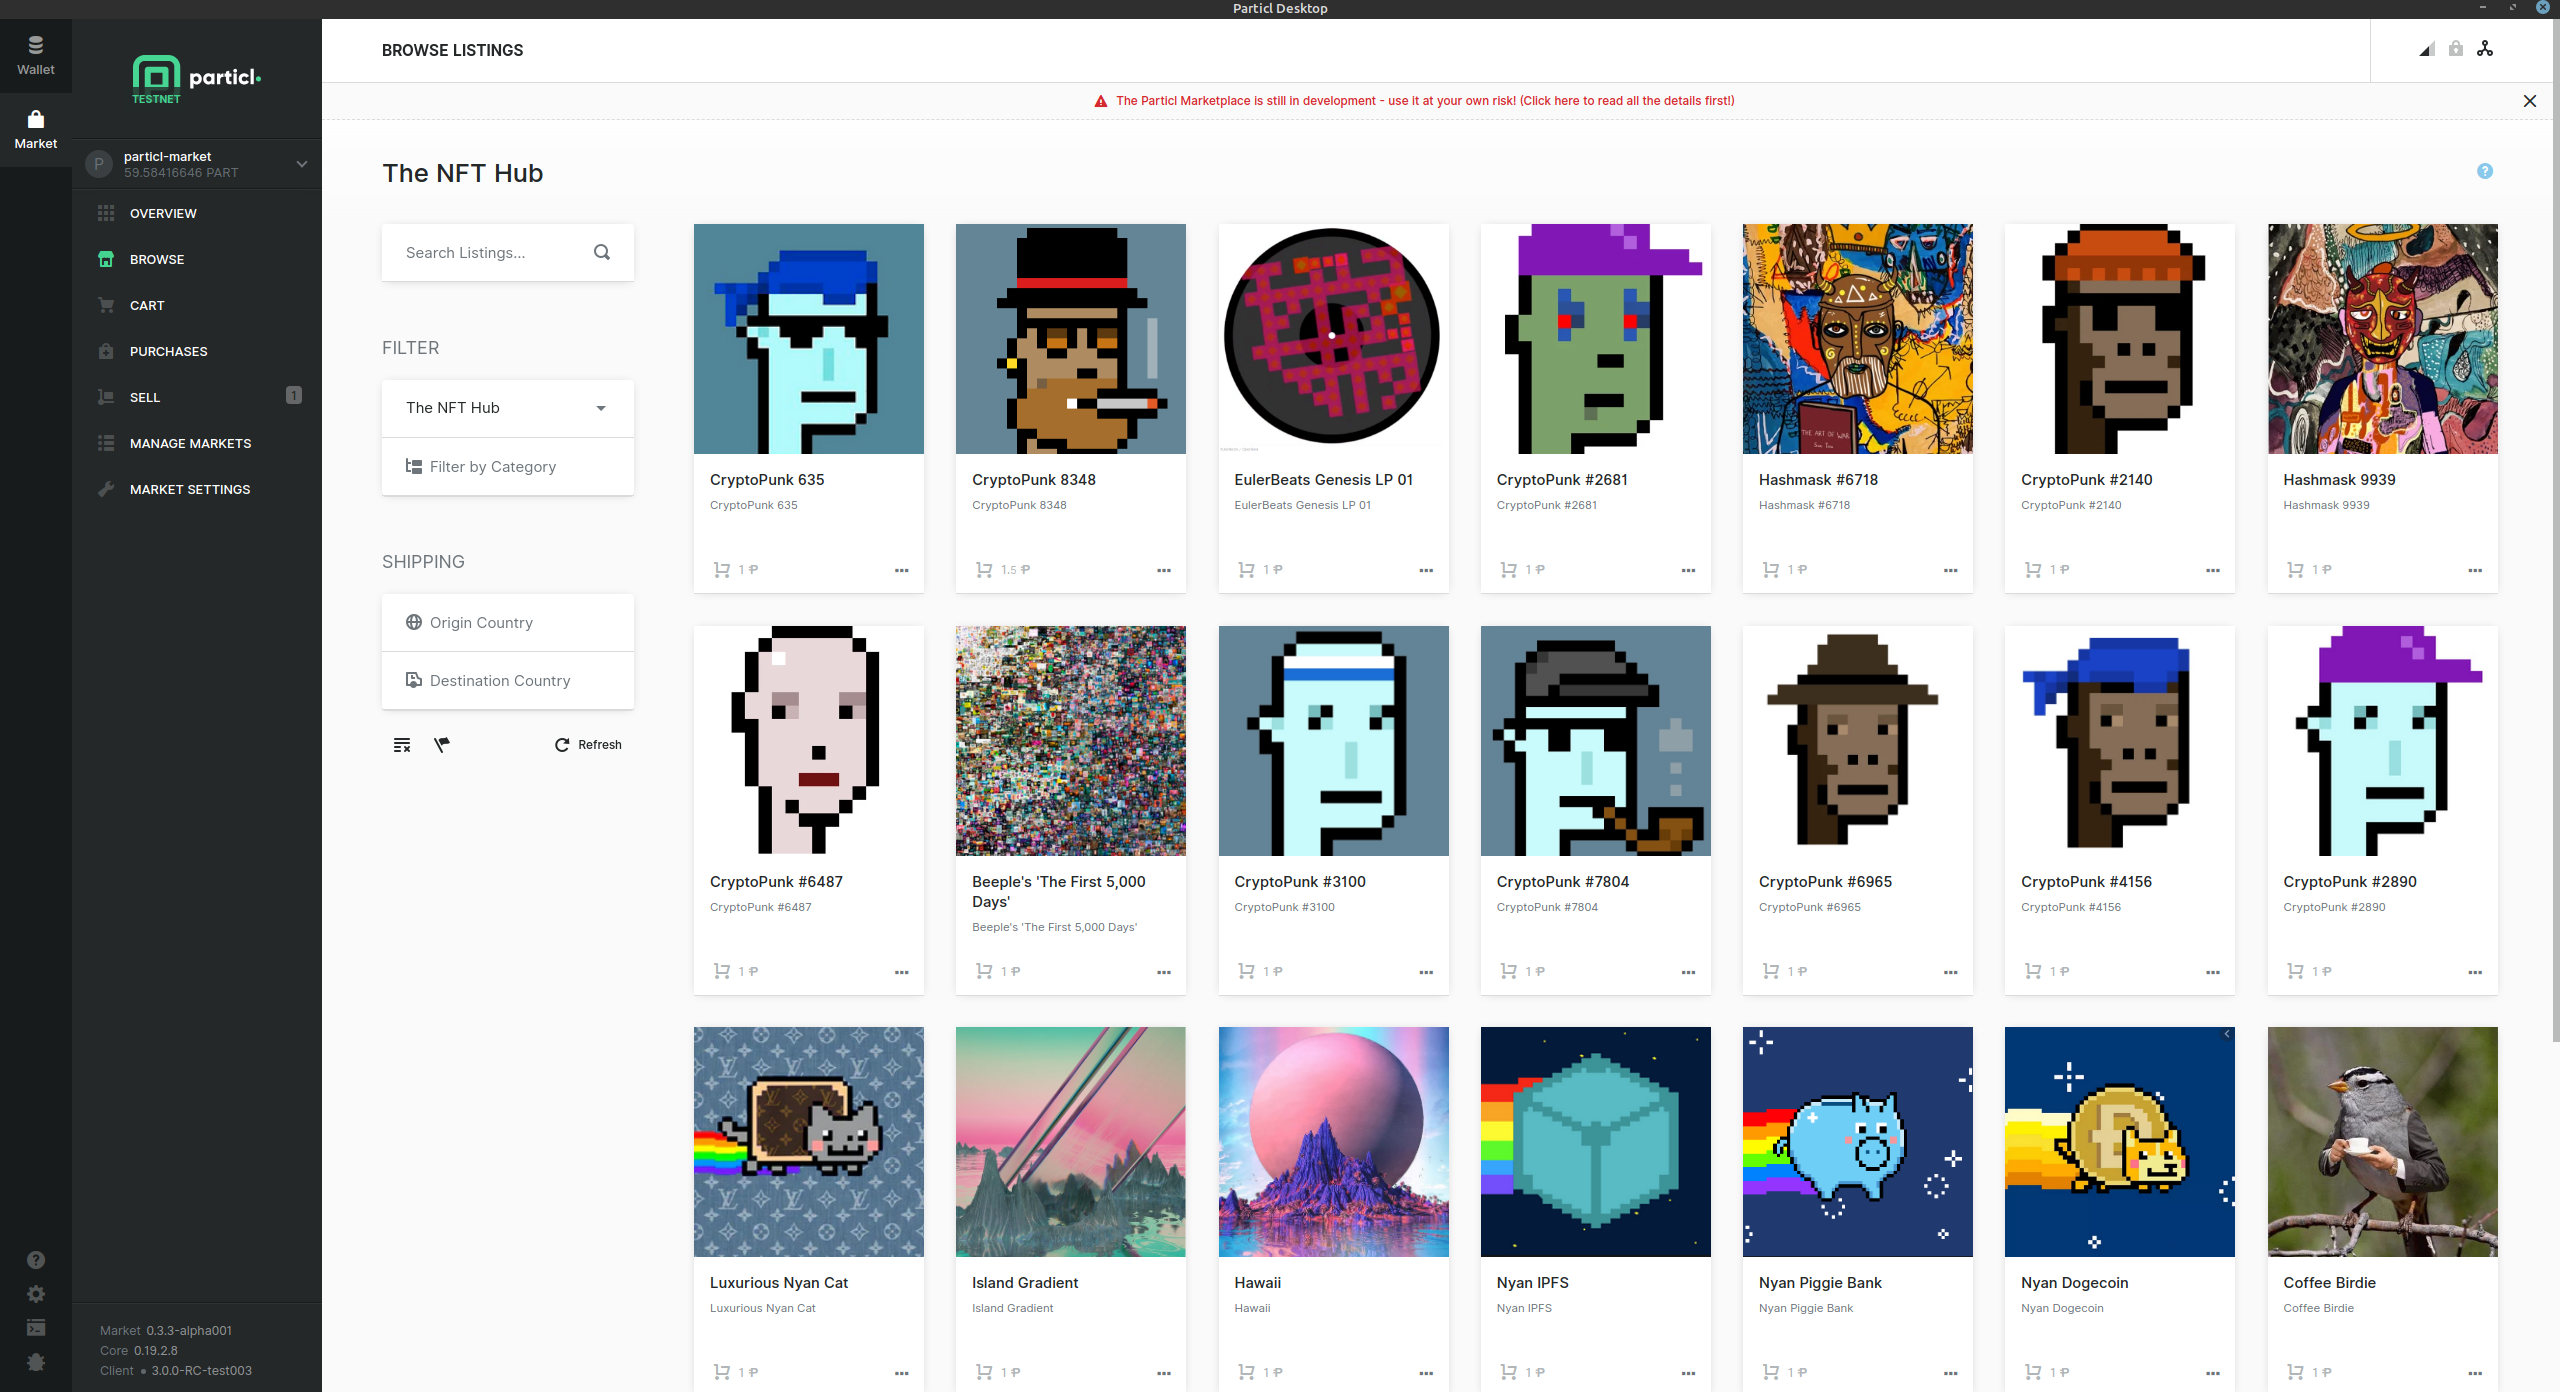 Particl Desktop
Wallet
Market
particl
TESTNET
P
particl-market
59.58416646 PART
OVERVIEW
BROWSE
CART
PURCHASES
SELL
1
MANAGE MARKETS
MARKET SETTINGS
Market 0.3.3-alpha001
Core 0.19.2.8
Client • 3.0.0-RC-test003
BROWSE LISTINGS
The Particl Marketplace is still in development - use it at your own risk! (Click here to read all the details first!)
The NFT Hub
?
Search Listings...
FILTER
The NFT Hub
Filter by Category
SHIPPING
Origin Country
Destination Country
Refresh
CryptoPunk 635
CryptoPunk 635
1 ₽
CryptoPunk 8348
CryptoPunk 8348
1.5 ₽
EulerBeats Genesis LP 01
EulerBeats Genesis LP 01
1 ₽
CryptoPunk #2681
CryptoPunk #2681
1 ₽
THE ART OF WAR
Sun Tzu
Hashmask #6718
Hashmask #6718
1 ₽
CryptoPunk #2140
CryptoPunk #2140
1 ₽
Hashmask 9939
Hashmask 9939
1 ₽
CryptoPunk #6487
CryptoPunk #6487
1 ₽
Beeple's 'The First 5,000
Days'
Beeple's 'The First 5,000 Days'
1 ₽
CryptoPunk #3100
CryptoPunk #3100
1 ₽
CryptoPunk #7804
CryptoPunk #7804
1 ₽
CryptoPunk #6965
CryptoPunk #6965
1 ₽
CryptoPunk #4156
CryptoPunk #4156
1 ₽
CryptoPunk #2890
CryptoPunk #2890
1 ₽
Luxurious Nyan Cat
Luxurious Nyan Cat
1 ₽
Island Gradient
Island Gradient
1 ₽
Hawaii
Hawaii
1 ₽
Nyan IPFS
Nyan IPFS
1 ₽
Nyan Piggie Bank
Nyan Piggie Bank
1 ₽
Nyan Dogecoin
Nyan Dogecoin
1 ₽
Coffee Birdie
Coffee Birdie
1 ₽